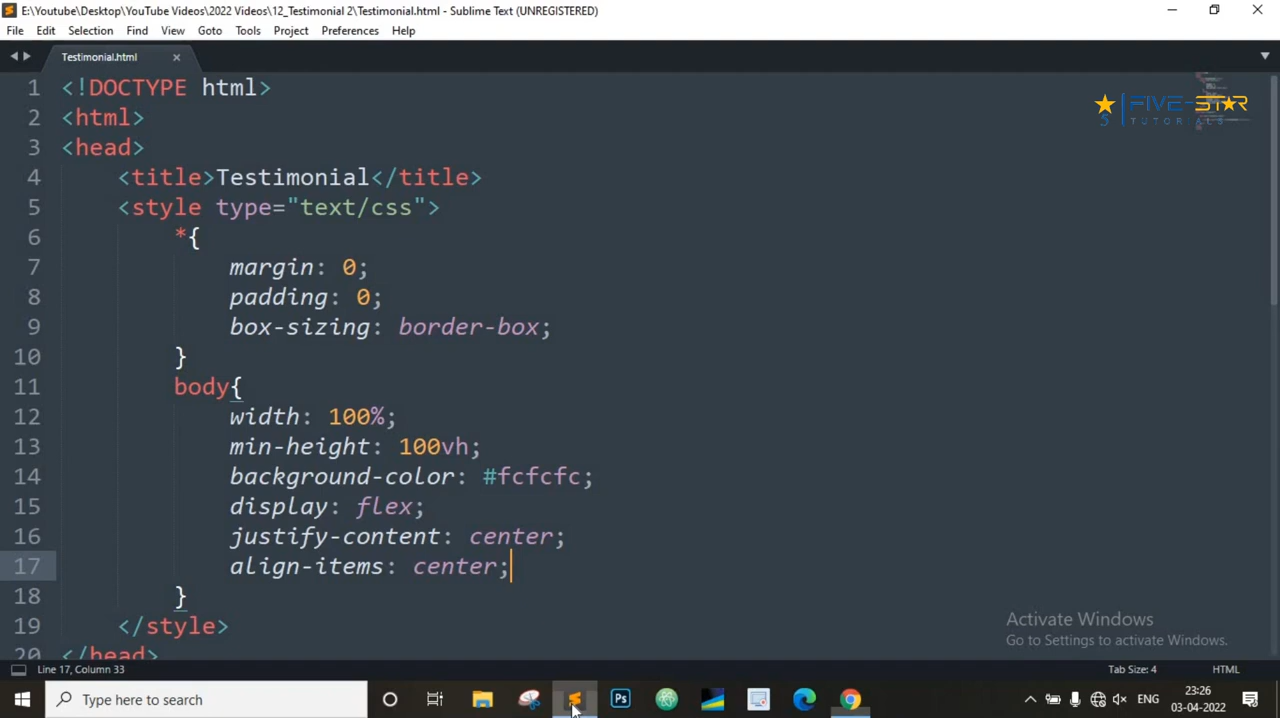 E:\Youtube\Desktop\YouTube Videos\2022 Videos\12_Testimonial 2\Testimonial.html - Sublime Text (UNREGISTERED)
File Edit Selection Find View Goto Tools Project Preferences Help
Testimonial.html
1 <!DOCTYPE html>
2 <html>
3 <head>
4 <title>Testimonial</title>
5 <style type="text/css">
6 *{
7 margin: 0;
8 padding: 0;
9 box-sizing: border-box;
10 }
11 body{
12 width: 100%;
13 min-height: 100vh;
14 background-color: #fcfcfc;
15 display: flex;
16 justify-content: center;
17 align-items: center;
18 }
19 </style>
20 </head>
5 FIVE-STAR
TUTORIALS
Activate Windows
Go to Settings to activate Windows.
Line 17, Column 33
Tab Size: 4 HTML
Type here to search
Ps
ENG
23:26
03-04-2022